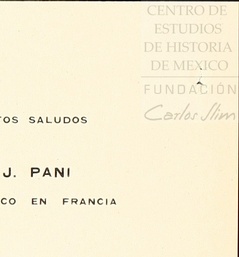 CENTRO DE
ESTUDIOS
DE HISTORIA
DE MEXICO
FUNDACIÓN
Carlos Slim
TOS SALUDOS
J. PANI
CO EN FRANCIA